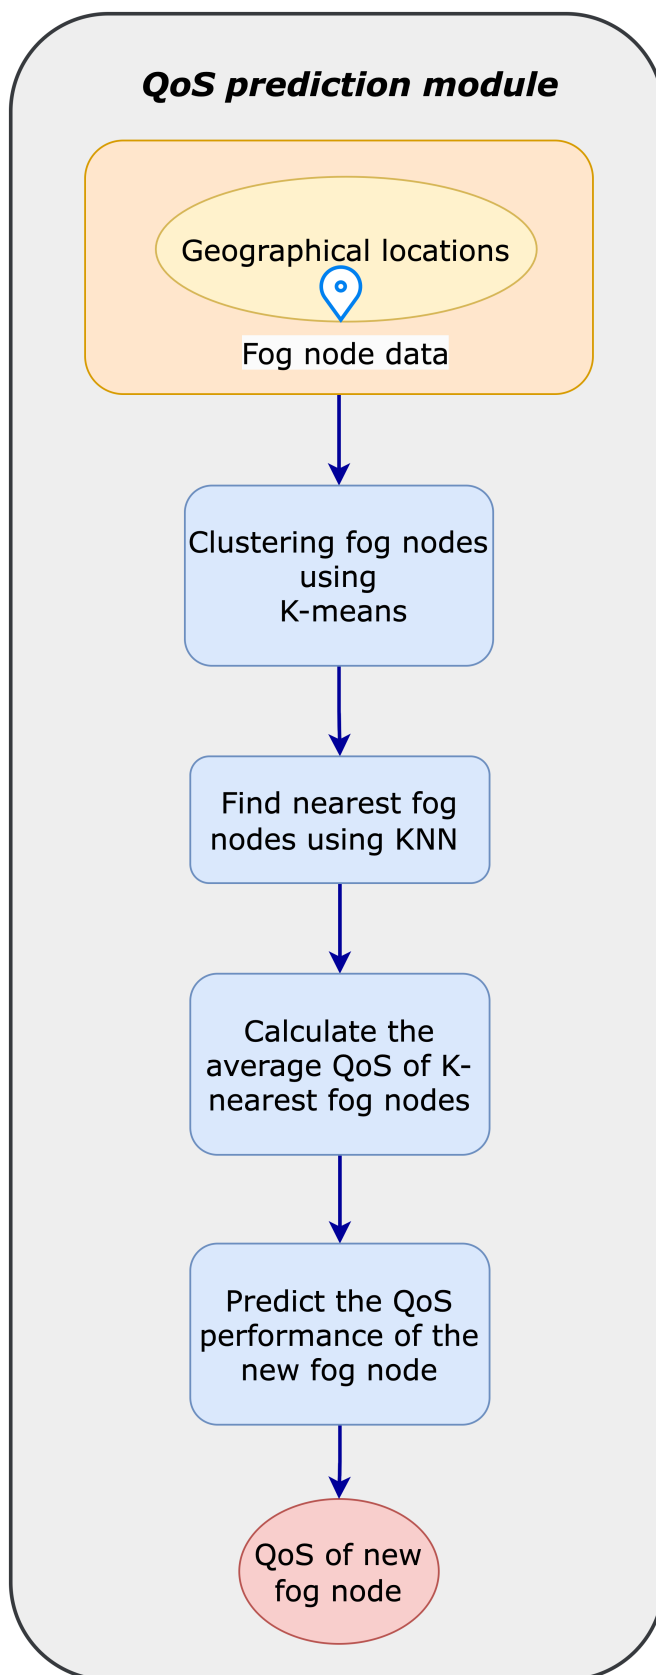 QoS prediction module
Geographical locations
Fog node data
Clustering fog nodes
using
K-means
Find nearest fog
nodes using KNN
Calculate the
average QoS of K-
nearest fog nodes
Predict the QoS
performance of the
new fog node
QoS of new
fog node